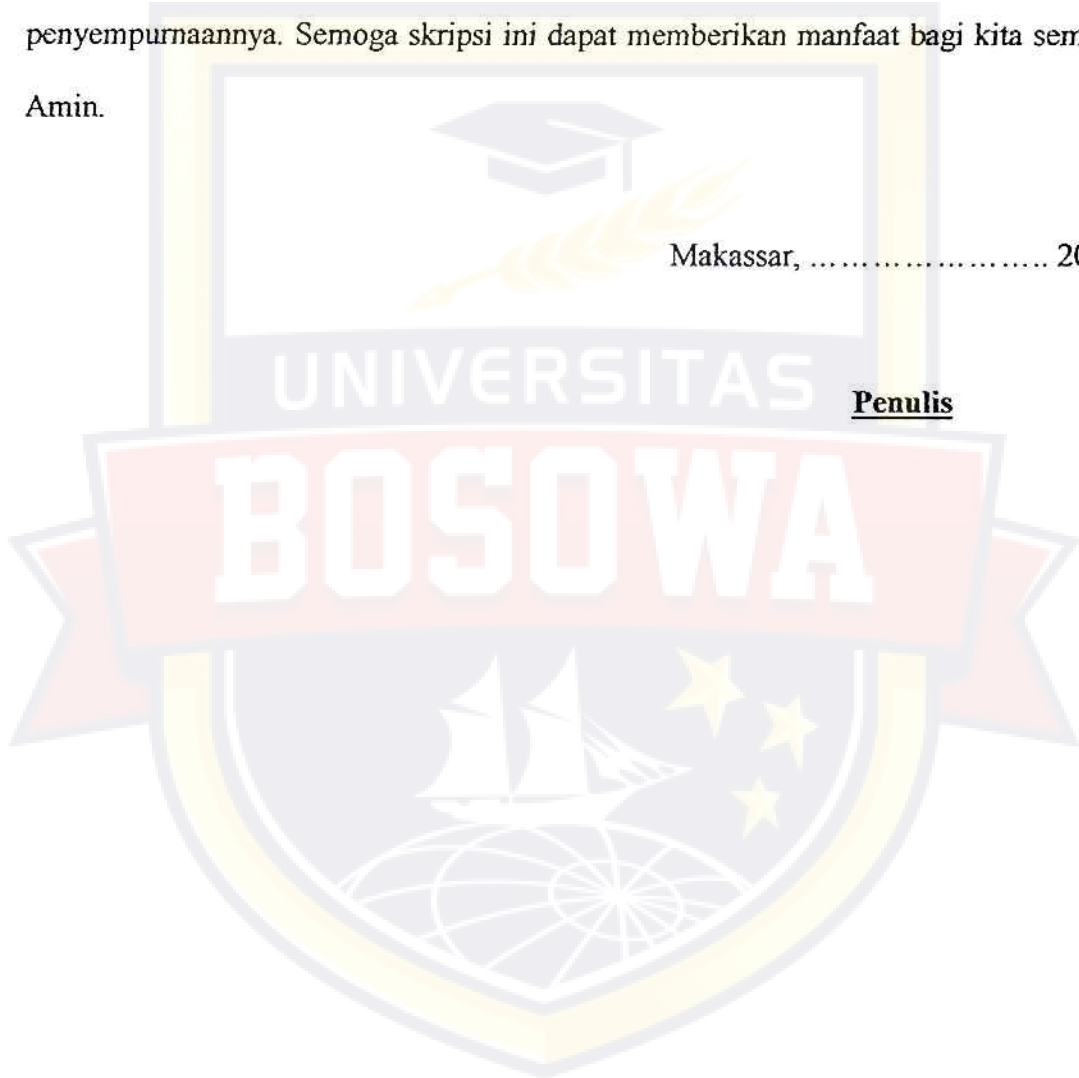 penyempurnaannya. Semoga skripsi ini dapat memberikan manfaat bagi kita sem
Amin.
Makassar, ........................ 20
Penulis
UNIVERSITAS
BOSOWA